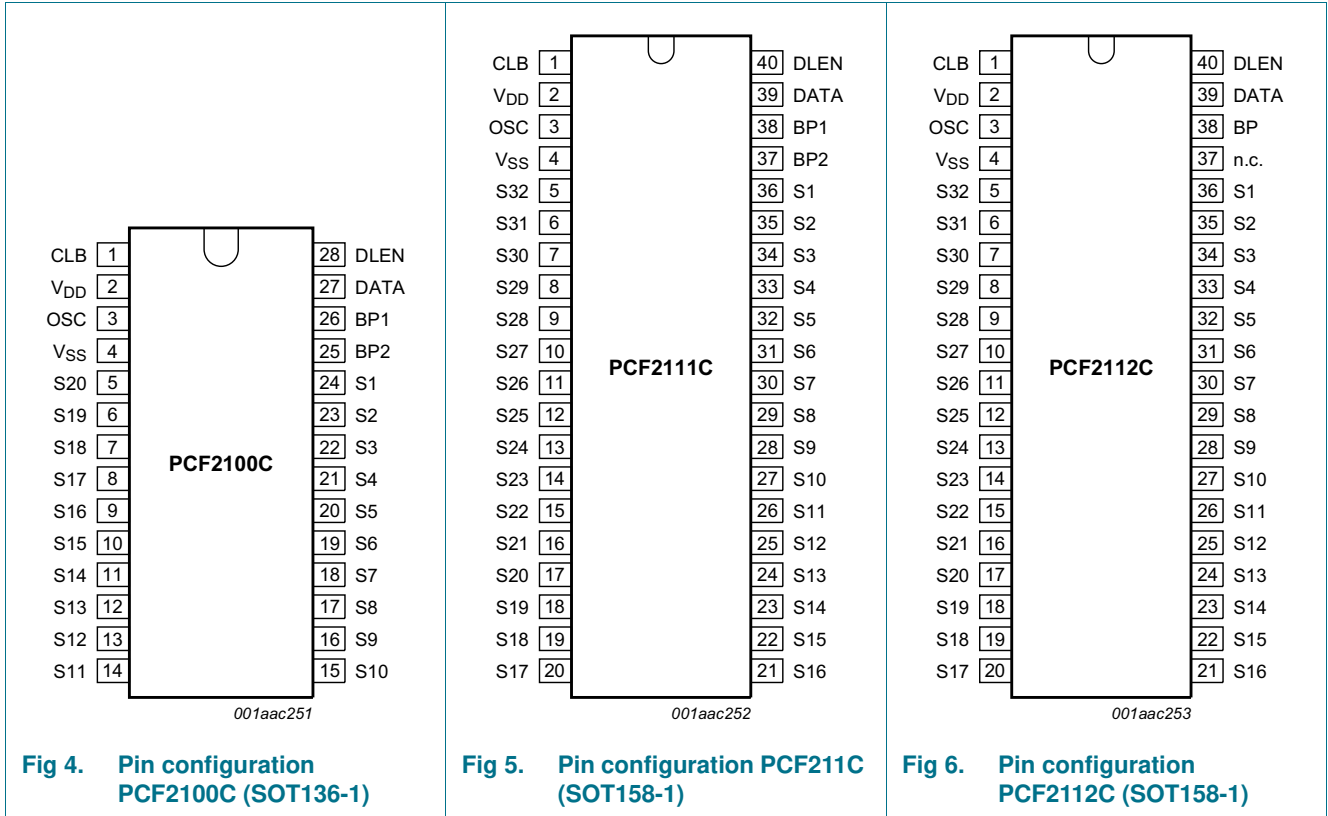 CLB 1 28 DLEN
VDD 2 27 DATA
OSC 3 26 BP1
VSS 4 25 BP2
S20 5 24 S1
S19 6 23 S2
S18 7 22 S3
S17 8 21 S4
S16 9 20 S5
S15 10 19 S6
S14 11 18 S7
S13 12 17 S8
S12 13 16 S9
S11 14 15 S10
PCF2100C
001aac251
Fig 4. Pin configuration
PCF2100C (SOT136-1)
CLB 1 40 DLEN
VDD 2 39 DATA
OSC 3 38 BP1
VSS 4 37 BP2
S32 5 36 S1
S31 6 35 S2
S30 7 34 S3
S29 8 33 S4
S28 9 32 S5
S27 10 31 S6
S26 11 30 S7
S25 12 29 S8
S24 13 28 S9
S23 14 27 S10
S22 15 26 S11
S21 16 25 S12
S20 17 24 S13
S19 18 23 S14
S18 19 22 S15
S17 20 21 S16
PCF2111C
001aac252
Fig 5. Pin configuration PCF211C
(SOT158-1)
CLB 1 40 DLEN
VDD 2 39 DATA
OSC 3 38 BP
VSS 4 37 n.c.
S32 5 36 S1
S31 6 35 S2
S30 7 34 S3
S29 8 33 S4
S28 9 32 S5
S27 10 31 S6
S26 11 30 S7
S25 12 29 S8
S24 13 28 S9
S23 14 27 S10
S22 15 26 S11
S21 16 25 S12
S20 17 24 S13
S19 18 23 S14
S18 19 22 S15
S17 20 21 S16
PCF2112C
001aac253
Fig 6. Pin configuration
PCF2112C (SOT158-1)